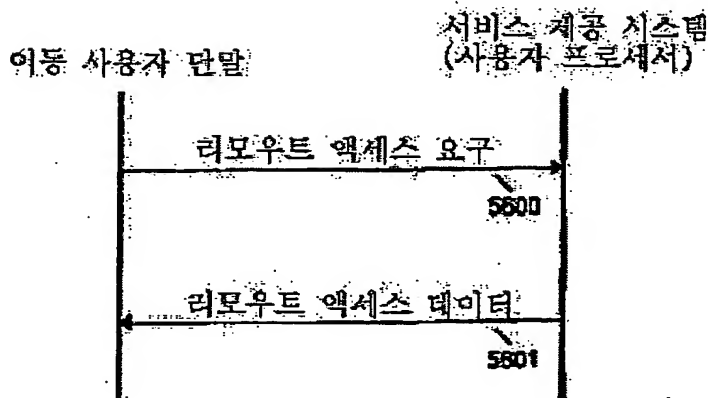 서비스 제공 시스템
이동 사용자 단말
(사용자 프로세서)
리모우트 액세스 요구
5600
리모우트 액세스 데이터
5601